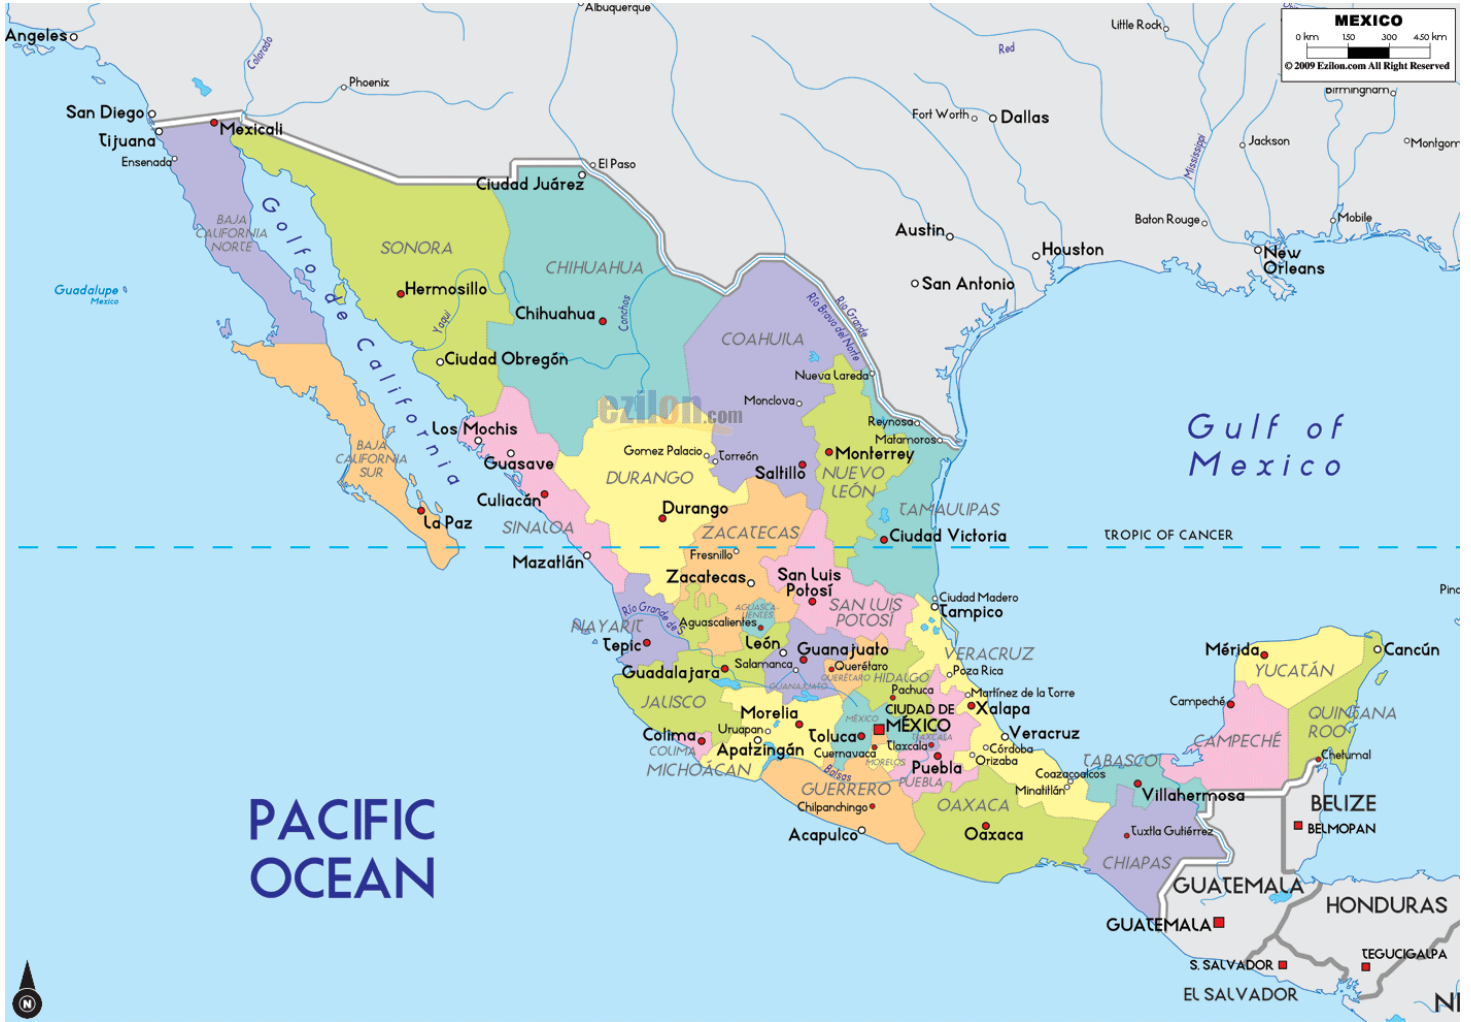 Albuquerque
Angeles
Colorado
Phoenix
Little Rock
Red
MEXICO
0 km 150 300 450 km
© 2009 Ezilon.com All Right Reserved
Birmingham
San Diego
Tijuana
Mexicali
Ensenada
Fort Worth
Dallas
Mississippi
Jackson
Montgom
El Paso
Ciudad Juárez
BAJA
CALIFORNIA
NORTE
Golfo de California
SONORA
CHIHUAHUA
Austin
Houston
San Antonio
Baton Rouge
Mobile
New
Orleans
Guadalupe
Mexico
Hermosillo
Yaqui
Chihuahua
Conchos
COAHUILA
Río Grande
Río Bravo del Norte
Ciudad Obregón
Nueva Laredo
Monclova
ezilon.com
Reynosa
Matamoros
Gulf of
Mexico
Los Mochis
Guasave
BAJA
CALIFORNIA
SUR
Gomez Palacio
Torreón
Saltillo
Monterrey
NUEVO
LEÓN
DURANGO
Culiacán
SINALOA
La Paz
Durango
ZACATECAS
TAMAULIPAS
Ciudad Victoria
TROPIC OF CANCER
Mazatlán
Fresnillo
Zacatecas
San Luis
Potosí
SAN LUIS
POTOSÍ
Ciudad Madero
Tampico
Pino
NAYARIT
Río Grande de S
Tepic
AGUASCA-
LIENTES
Aguascalientes
León
Guanajuato
Salamanca
GUANAJUATO
Querétaro
QUERÉTARO
HIDALGO
Pachuca
VERACRUZ
Poza Rica
Martínez de la Torre
Xalapa
Guadalajara
JALISCO
Mérida
YUCATÁN
Cancún
Campeché
CAMPECHÉ
QUINTANA
ROO
Chetumal
Morelia
Uruapan
Apatzingán
Colima
COLIMA
MICHOÁCAN
MÉXICO
Toluca
CIUDAD DE
MÉXICO
Cuernavaca
MORELOS
TLAXCALA
Tlaxcala
Puebla
PUEBLA
Veracruz
Córdoba
Orizaba
Coazacoalcos
Minatitlán
TABASCO
Villahermosa
Balsas
GUERRERO
Chilpanchingo
Acapulco
OAXACA
Oaxaca
Tuxtla Gutiérrez
CHIAPAS
BELIZE
BELMOPAN
PACIFIC
OCEAN
GUATEMALA
GUATEMALA
HONDURAS
TEGUCIGALPA
S. SALVADOR
EL SALVADOR
NI
N